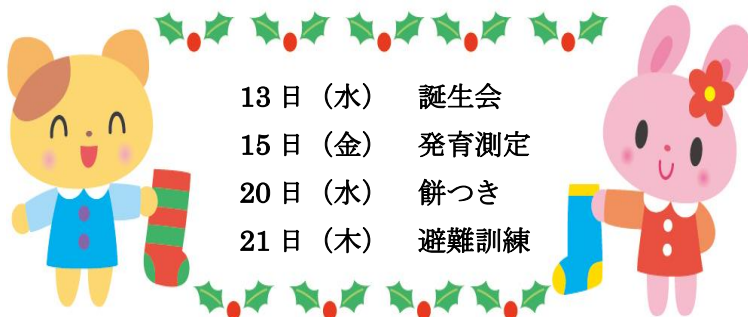 13日（水）　誕生会
15日（金）　発育測定
20日（水）　餅つき
21日（木）　避難訓練